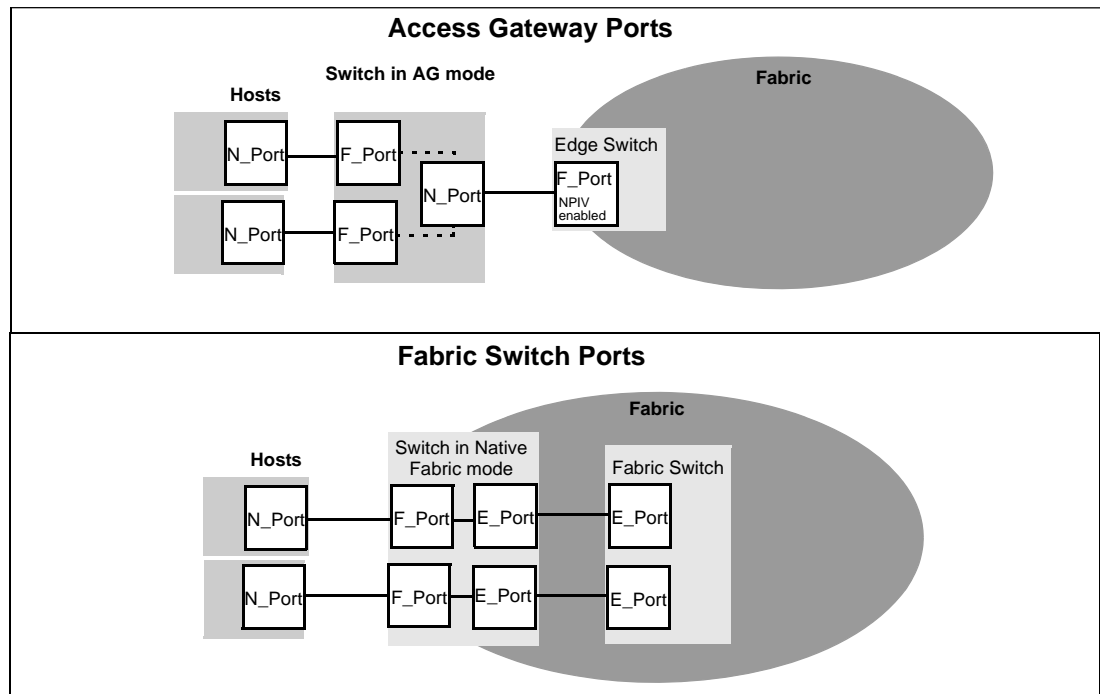 Access Gateway Ports
Switch in AG mode
Fabric
Hosts
Edge Switch
N_Port
F_Port
N_Port
F_Port
NPIV
enabled
N_Port
F_Port
Fabric Switch Ports
Fabric
Switch in Native
Fabric mode
Hosts
Fabric Switch
N_Port
F_Port
E_Port
E_Port
N_Port
F_Port
E_Port
E_Port